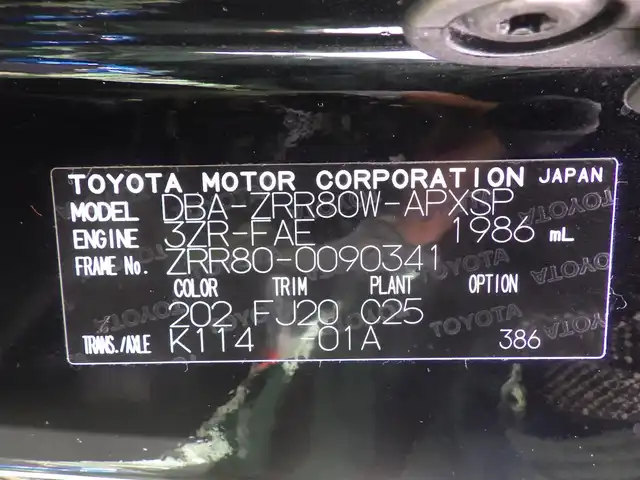 TOYOTA MOTOR CORPORATION JAPAN
MODEL DBA-ZRR80W-APXSP
ENGINE 3ZR-FAE 1986 mL
FRAME No. ZRR80-0090341
COLOR TRIM PLANT OPTION
202 FJ20 C25
TRANS./AXLE K114 -01A 386